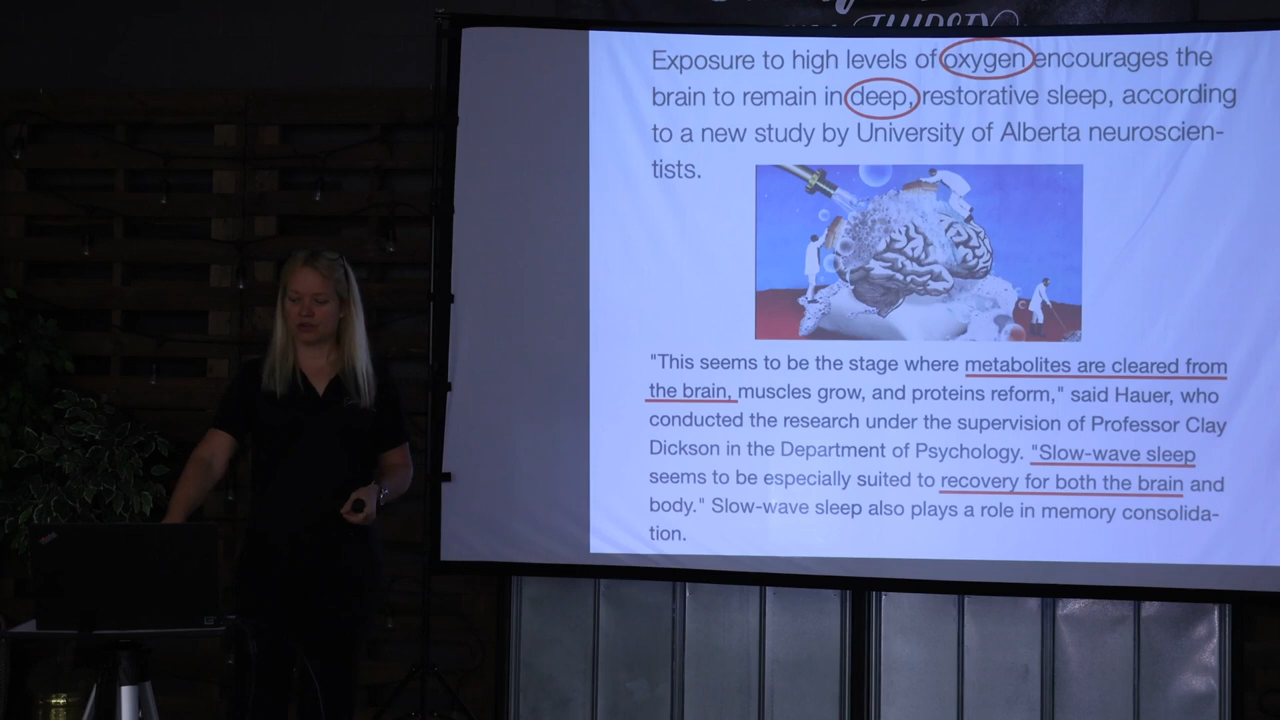 THIRSTY
Exposure to high levels of oxygen encourages the
brain to remain in deep, restorative sleep, according
to a new study by University of Alberta neuroscien-
tists.
"This seems to be the stage where metabolites are cleared from
the brain, muscles grow, and proteins reform," said Hauer, who
conducted the research under the supervision of Professor Clay
Dickson in the Department of Psychology. "Slow-wave sleep
seems to be especially suited to recovery for both the brain and
body." Slow-wave sleep also plays a role in memory consolida-
tion.